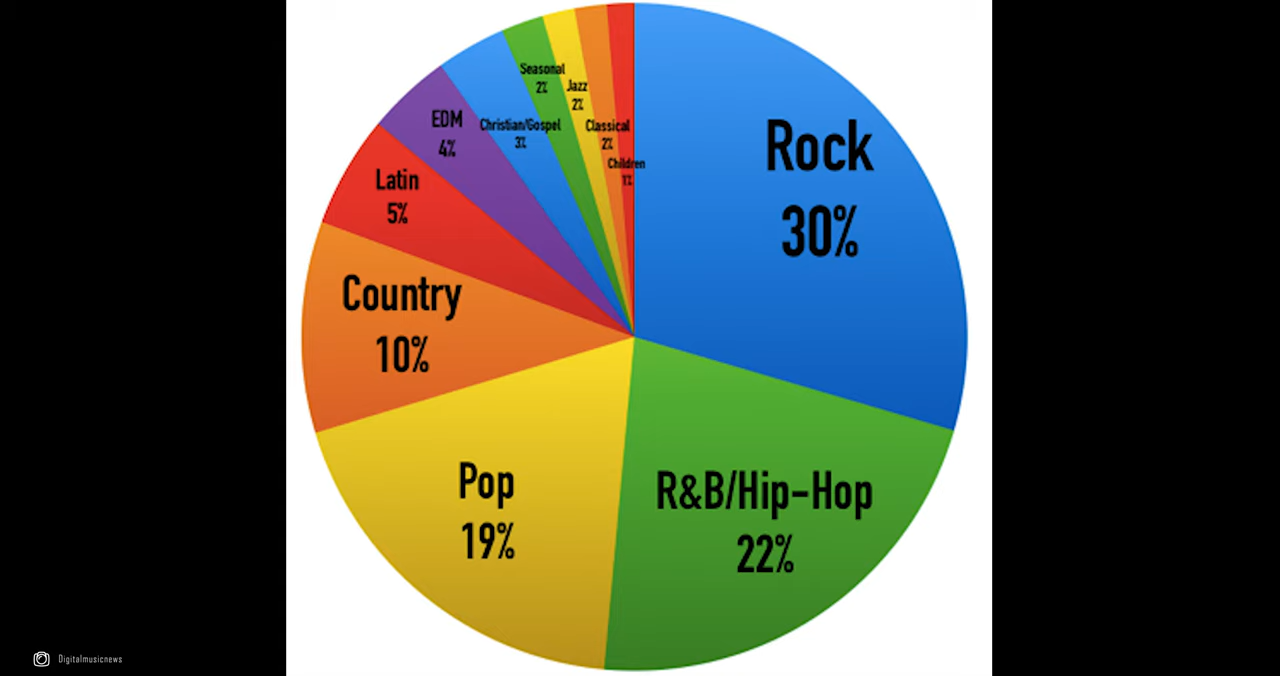 Rock
30%
R&B/Hip-Hop
22%
Pop
19%
Country
10%
Latin
5%
EDM
4%
Christian/Gospel
3%
Seasonal
2%
Jazz
2%
Classical
2%
Children
1%
Digitalmusicnews